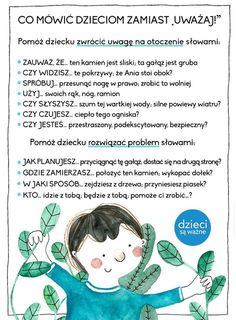 CO MÓWIĆ DZIECIOM ZAMIAST „UWAŻAJ!”
Pomóż dziecku zwrócić uwagę na otoczenie słowami:
ZAUWAŻ, ŻE... ten kamień jest śliski; ta gałąź jest gruba
CZY WIDZISZ... te pokrzywy; że Ania stoi obok?
SPRÓBUJ... przesunąć nogę w prawo; zrobić to wolniej
UŻYJ... swoich rąk, nóg, ramion
CZY SŁYSZYSZ... szum tej wartkiej wody; silne powiewy wiatru?
CZY CZUJESZ... ciepło tego ogniska?
CZY JESTEŚ... przestraszony, podekscytowany, bezpieczny?
Pomóż dziecku rozwiązać problem słowami:
JAK PLANUJESZ... przyciągnąć tę gałąź; dostać się na drugą stronę?
GDZIE ZAMIERZASZ... położyć ten kamień; wykopać dołek?
W JAKI SPOSÓB... zejdziesz z drzewa; przyniesiesz piasek?
KTO... idzie z tobą; będzie z tobą; pomoże ci zrobić...?
dzieci
są ważne